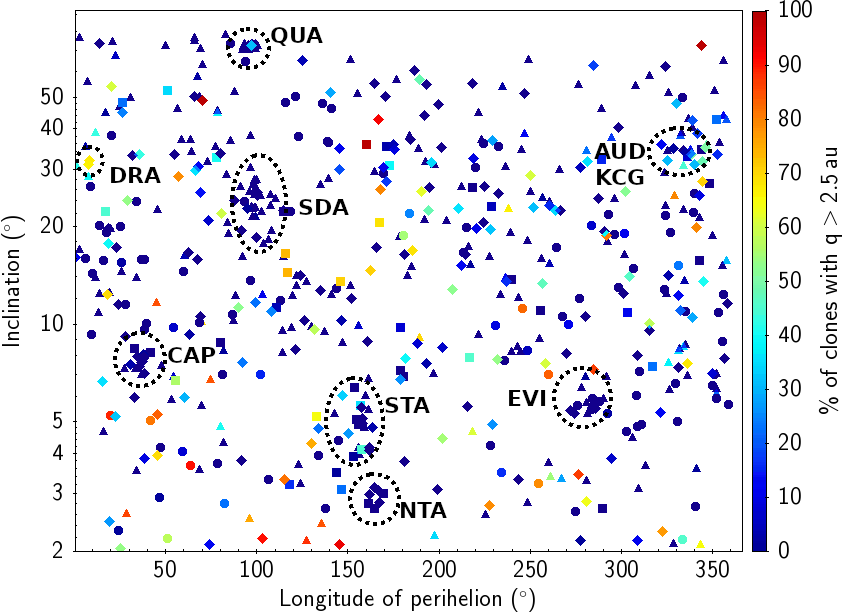 QUA
DRA
SDA
AUD
KCG
CAP
STA
EVI
NTA
50
40
30
20
10
5
4
3
2
Inclination (°)
50
100
150
200
250
300
350
Longitude of perihelion (°)
100
90
80
70
60
50
40
30
20
10
0
% of clones with q > 2.5 au